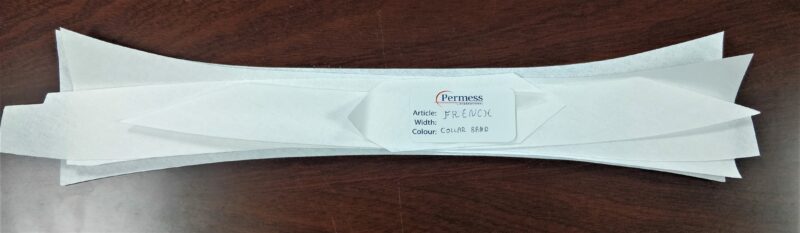 Permess
Article: FRENCH
Width:
Colour: COLLAR BAND